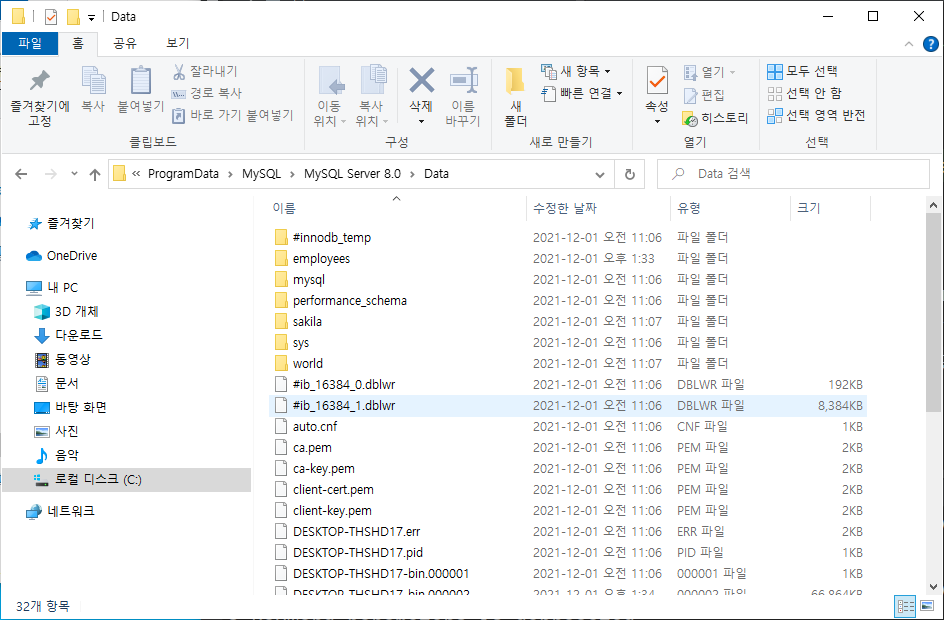 Data
파일 홈 공유 보기
즐겨찾기에 고정
복사
붙여넣기
잘라내기
경로 복사
바로 가기 붙여넣기
클립보드
이동 위치
복사 위치
삭제
이름 바꾸기
구성
새 폴더
새 항목
빠른 연결
새로 만들기
속성
열기
편집
히스토리
열기
모두 선택
선택 안 함
선택 영역 반전
선택
« ProgramData > MySQL > MySQL Server 8.0 > Data
Data 검색
즐겨찾기
OneDrive
내 PC
3D 개체
다운로드
동영상
문서
바탕 화면
사진
음악
로컬 디스크 (C:)
네트워크
이름 수정한 날짜 유형 크기
#innodb_temp 2021-12-01 오전 11:06 파일 폴더
employees 2021-12-01 오후 1:33 파일 폴더
mysql 2021-12-01 오전 11:06 파일 폴더
performance_schema 2021-12-01 오전 11:06 파일 폴더
sakila 2021-12-01 오전 11:07 파일 폴더
sys 2021-12-01 오전 11:06 파일 폴더
world 2021-12-01 오전 11:07 파일 폴더
#ib_16384_0.dblwr 2021-12-01 오전 11:06 DBLWR 파일 192KB
#ib_16384_1.dblwr 2021-12-01 오전 11:06 DBLWR 파일 8,384KB
auto.cnf 2021-12-01 오전 11:06 CNF 파일 1KB
ca.pem 2021-12-01 오전 11:06 PEM 파일 2KB
ca-key.pem 2021-12-01 오전 11:06 PEM 파일 2KB
client-cert.pem 2021-12-01 오전 11:06 PEM 파일 2KB
client-key.pem 2021-12-01 오전 11:06 PEM 파일 2KB
DESKTOP-THSHD17.err 2021-12-01 오전 11:06 ERR 파일 1KB
DESKTOP-THSHD17.pid 2021-12-01 오전 11:06 PID 파일 1KB
DESKTOP-THSHD17-bin.000001 2021-12-01 오전 11:06 000001 파일 1KB
DESKTOP-THSHD17-bin.000002 2021-12-01 오후 1:34 000002 파일 66,864KB
32개 항목